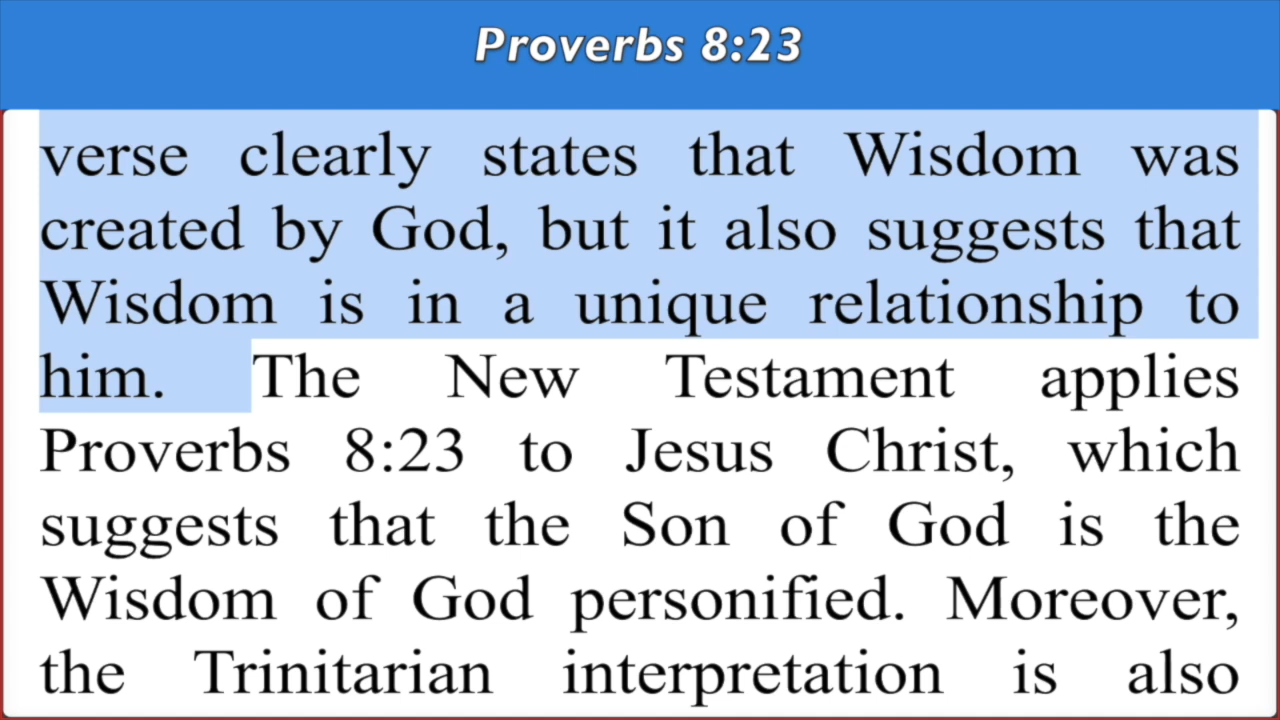 Proverbs 8:23
verse clearly states that Wisdom was
created by God, but it also suggests that
Wisdom is in a unique relationship to
him. The New Testament applies
Proverbs 8:23 to Jesus Christ, which
suggests that the Son of God is the
Wisdom of God personified. Moreover,
the Trinitarian interpretation is also